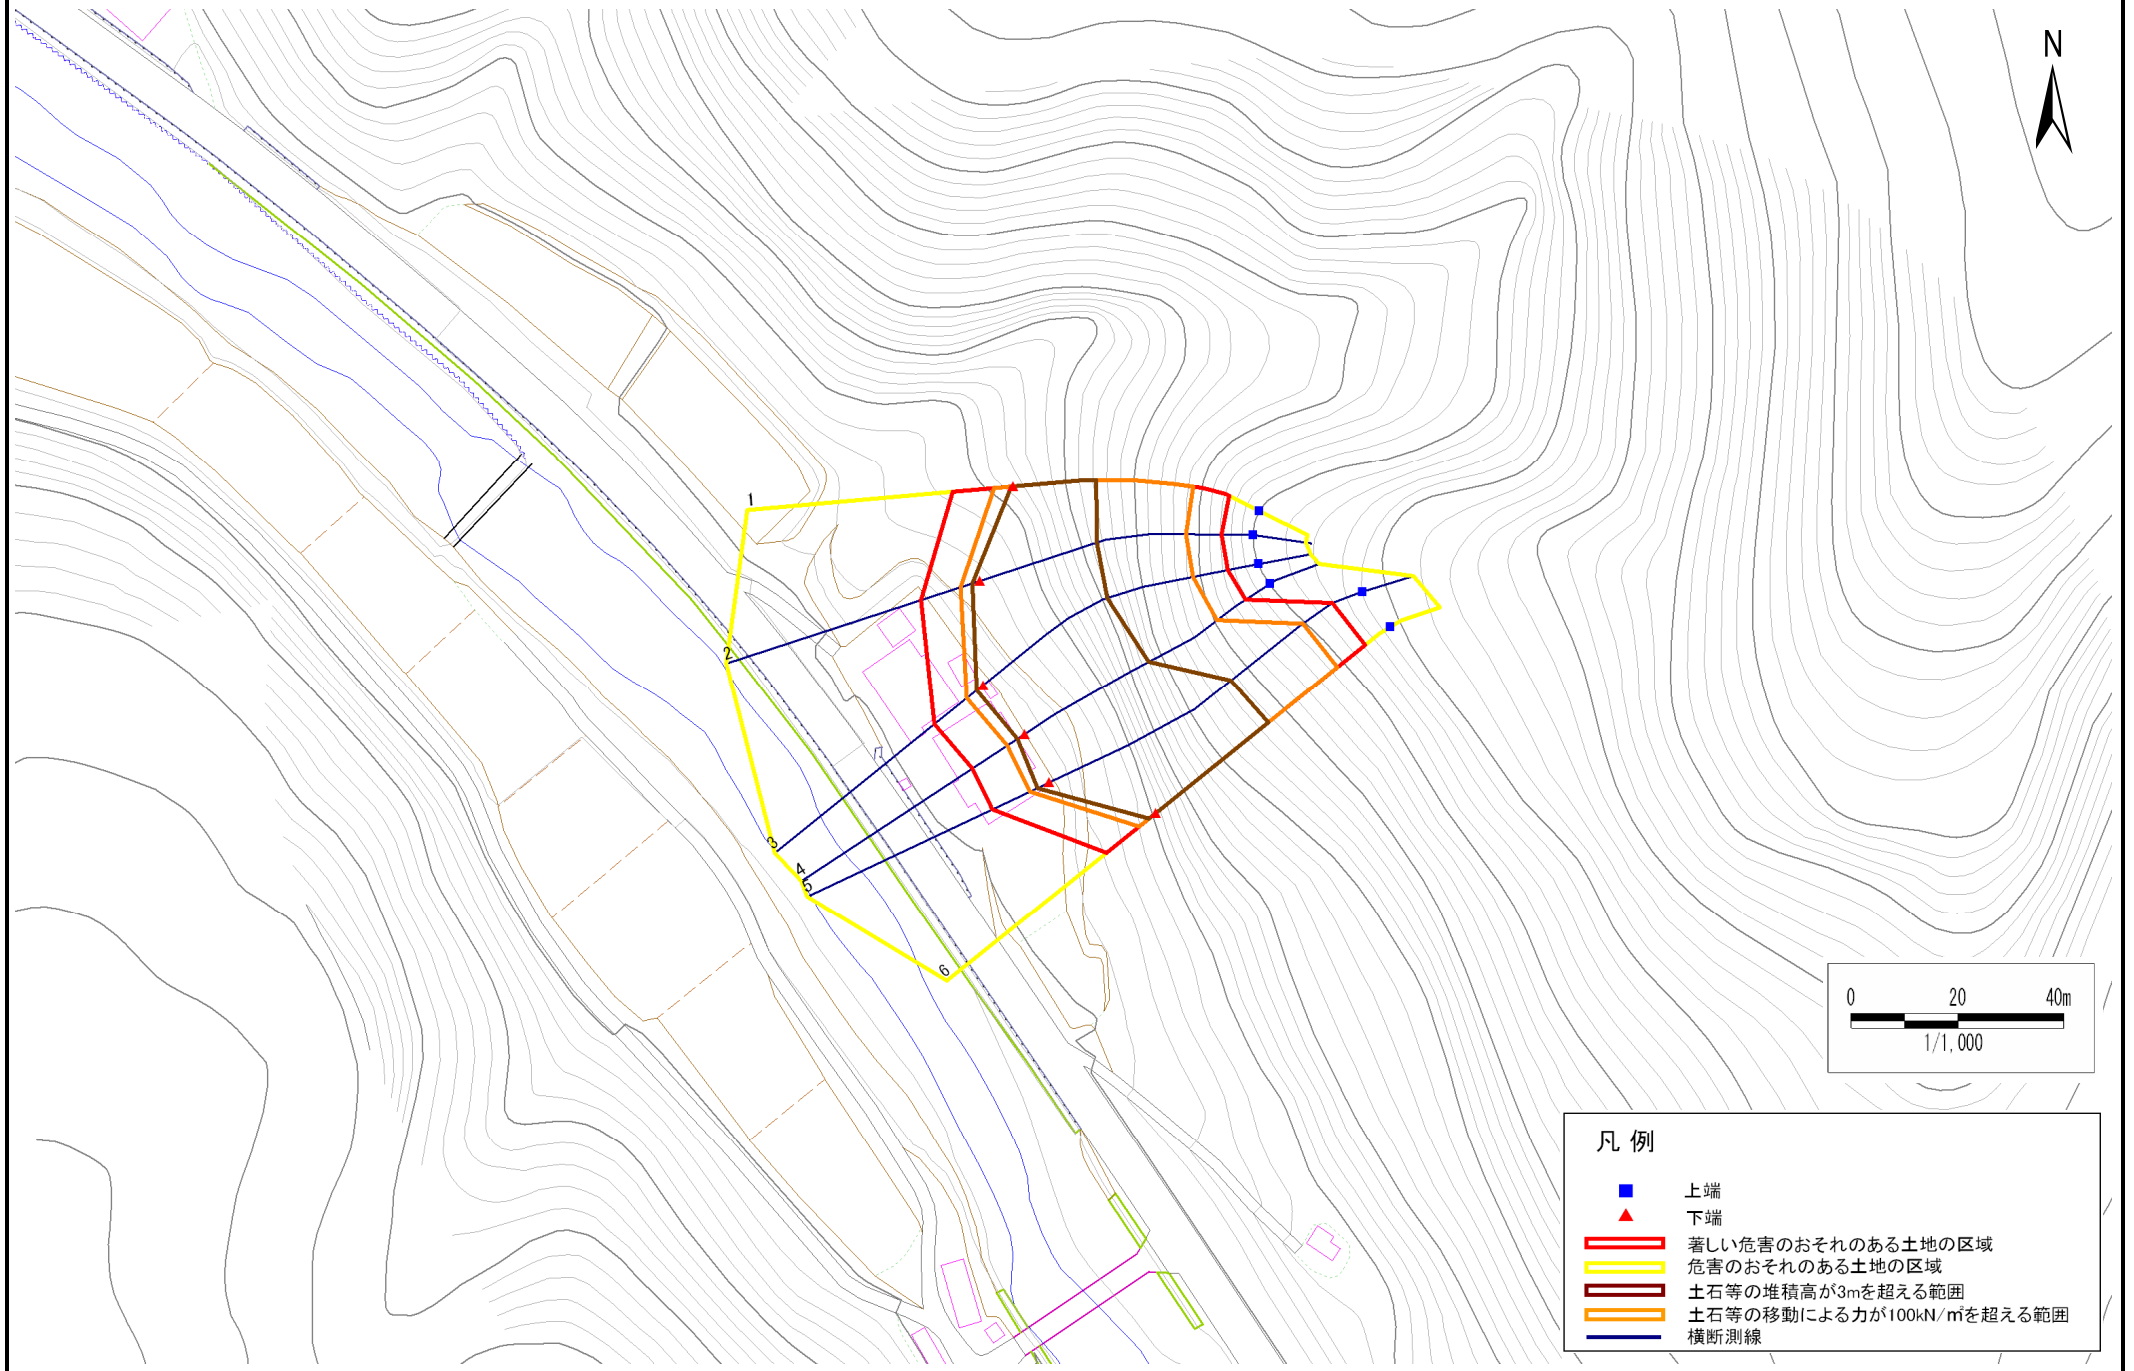 N
1
2
3
4
5
6
0 20 40m
1/1,000
凡 例
上端
下端
著しい危害のおそれのある土地の区域
危害のおそれのある土地の区域
土石等の堆積高が3mを超える範囲
土石等の移動による力が100kN/㎡を超える範囲
横断測線